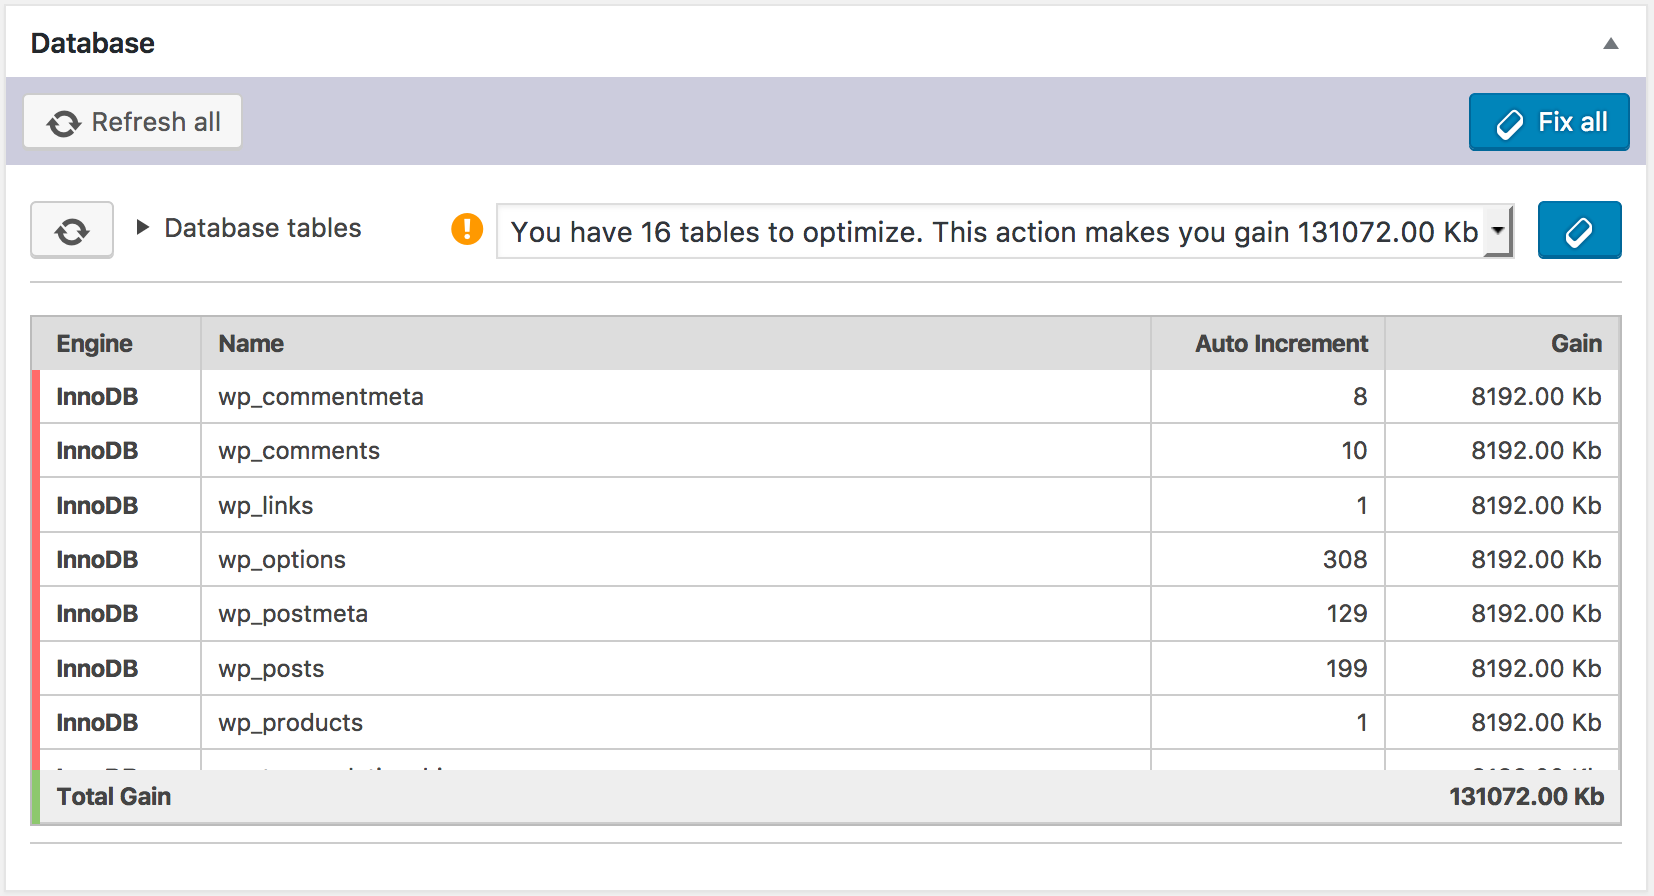 Database
Refresh all
Fix all
Database tables
You have 16 tables to optimize. This action makes you gain 131072.00 Kb
Engine Name Auto Increment Gain
InnoDB wp_commentmeta 8 8192.00 Kb
InnoDB wp_comments 10 8192.00 Kb
InnoDB wp_links 1 8192.00 Kb
InnoDB wp_options 308 8192.00 Kb
InnoDB wp_postmeta 129 8192.00 Kb
InnoDB wp_posts 199 8192.00 Kb
InnoDB wp_products 1 8192.00 Kb
Total Gain 131072.00 Kb